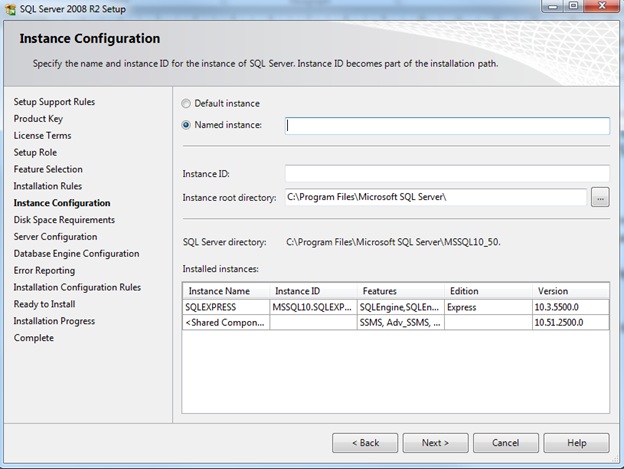 SQL Server 2008 R2 Setup
Instance Configuration
Specify the name and instance ID for the instance of SQL Server. Instance ID becomes part of the installation path.
Setup Support Rules
Product Key
License Terms
Setup Role
Feature Selection
Installation Rules
Instance Configuration
Disk Space Requirements
Server Configuration
Database Engine Configuration
Error Reporting
Installation Configuration Rules
Ready to Install
Installation Progress
Complete
Default instance
Named instance:
Instance ID:
Instance root directory: C:\Program Files\Microsoft SQL Server\ ...
SQL Server directory: C:\Program Files\Microsoft SQL Server\MSSQL10_50.
Installed instances:
Instance Name Instance ID Features Edition Version
SQLEXPRESS MSSQL10.SQLEXP... SQLEngine,SQLEn... Express 10.3.5500.0
<Shared Compon... SSMS, Adv_SSMS, ... 10.51.2500.0
< Back Next > Cancel Help